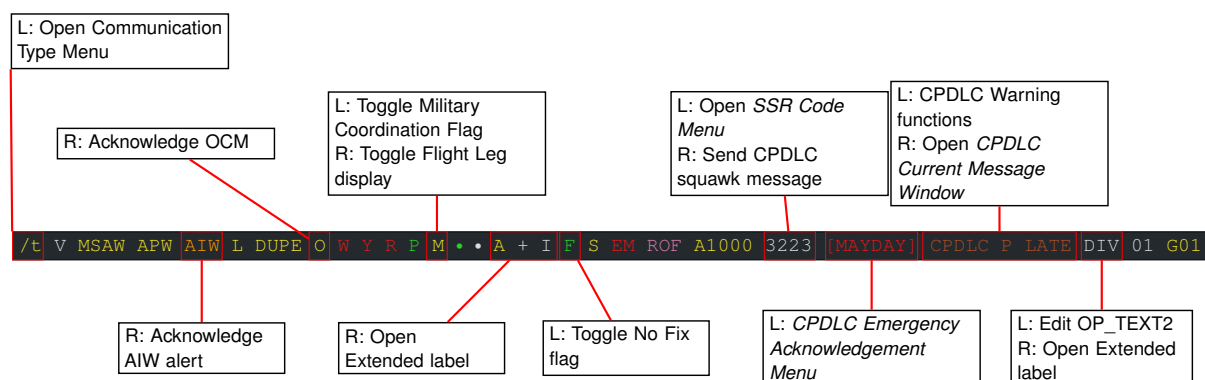 L: Open Communication
Type Menu
R: Acknowledge OCM
L: Toggle Military
Coordination Flag
R: Toggle Flight Leg
display
L: Open SSR Code
Menu
R: Send CPDLC
squawk message
L: CPDLC Warning
functions
R: Open CPDLC
Current Message
Window
/t V MSAW APW AIW L DUPE O W Y R P M • • A + I F S EM ROF A1000 3223 [MAYDAY] CPDLC P LATE DIV 01 G01
R: Acknowledge
AIW alert
R: Open
Extended label
L: Toggle No Fix
flag
L: CPDLC Emergency
Acknowledgement
Menu
L: Edit OP_TEXT2
R: Open Extended
label